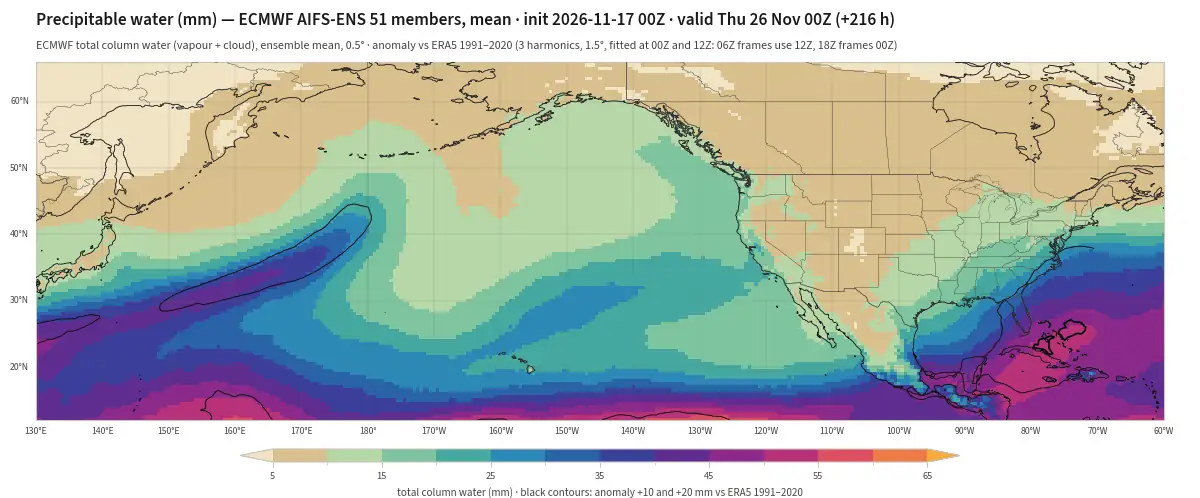 Precipitable water (mm) — ECMWF AIFS-ENS 51 members, mean · init 2026-11-17 00Z · valid Thu 26 Nov 00Z (+216 h)
ECMWF total column water (vapour + cloud), ensemble mean, 0.5° · anomaly vs ERA5 1991–2020 (3 harmonics, 1.5°, fitted at 00Z and 12Z: 06Z frames use 12Z, 18Z frames 00Z)
60°N
50°N
40°N
30°N
20°N
130°E 140°E 150°E 160°E 170°E 180° 170°W 160°W 150°W 140°W 130°W 120°W 110°W 100°W 90°W 80°W 70°W 60°W
5 15 25 35 45 55 65
total column water (mm) · black contours: anomaly +10 and +20 mm vs ERA5 1991–2020